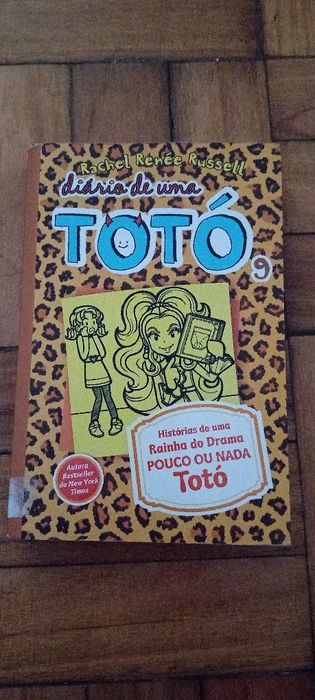 Rachel Renée Russell
diário de uma
TOTÓ
9
Histórias de uma
Rainha do Drama
POUCO OU NADA
Totó
Autora
Bestseller
do New York
Times